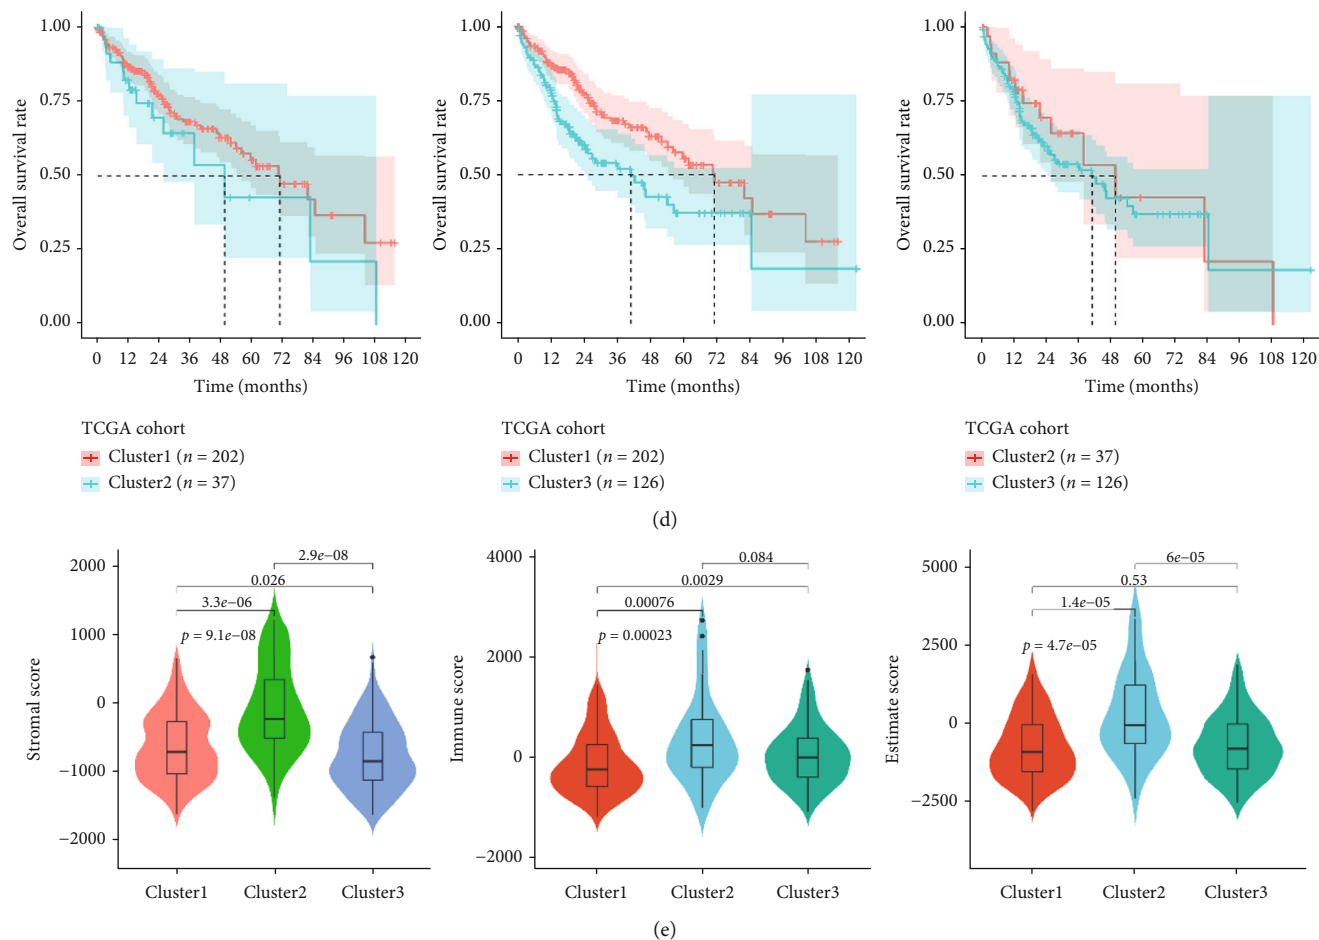 Overall survival rate
1.00
0.75
0.50
0.25
0.00
0 12 24 36 48 60 72 84 96 108 120
Time (months)
TCGA cohort
Cluster1 (n = 202)
Cluster2 (n = 37)
Overall survival rate
1.00
0.75
0.50
0.25
0.00
0 12 24 36 48 60 72 84 96 108 120
Time (months)
TCGA cohort
Cluster1 (n = 202)
Cluster3 (n = 126)
Overall survival rate
1.00
0.75
0.50
0.25
0.00
0 12 24 36 48 60 72 84 96 108 120
Time (months)
TCGA cohort
Cluster2 (n = 37)
Cluster3 (n = 126)
(d)
Stromal score
2000
1000
0
−1000
−2000
2.9e−08
0.026
3.3e−06
p = 9.1e−08
Cluster1 Cluster2 Cluster3
Immune score
4000
2000
0
−2000
0.084
0.0029
0.00076
p = 0.00023
Cluster1 Cluster2 Cluster3
Estimate score
5000
2500
0
−2500
6e−05
0.53
1.4e−05
p = 4.7e−05
Cluster1 Cluster2 Cluster3
(e)